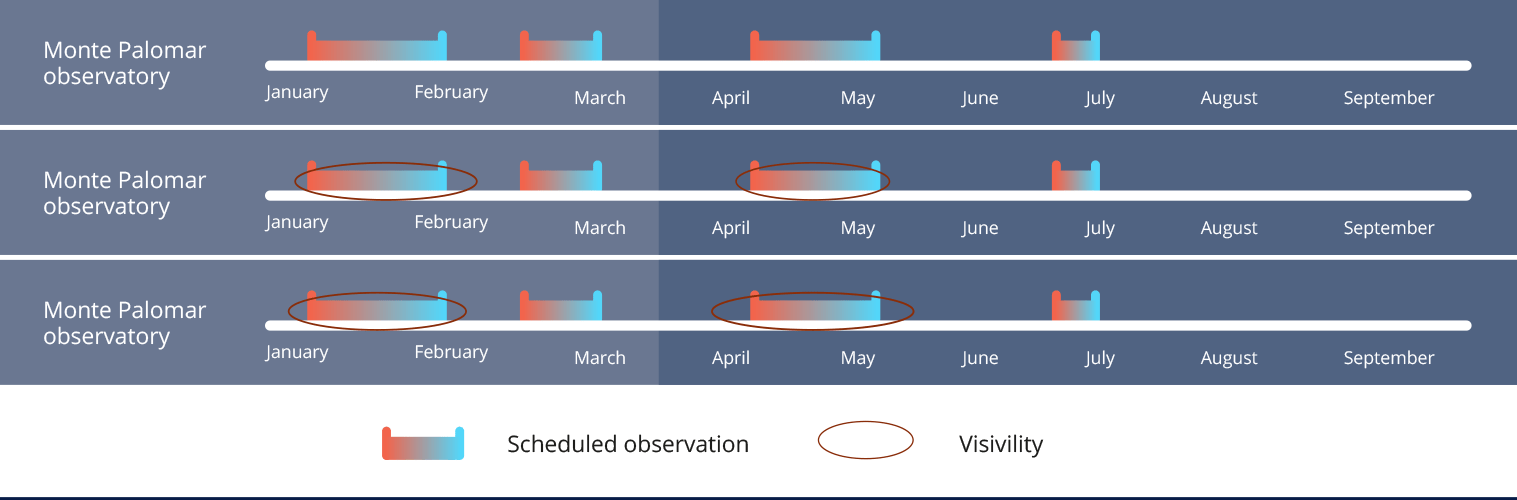 Monte Palomar
observatory
January February March April May June July August September
Monte Palomar
observatory
January February March April May June July August September
Monte Palomar
observatory
January February March April May June July August September
Scheduled observation Visivility